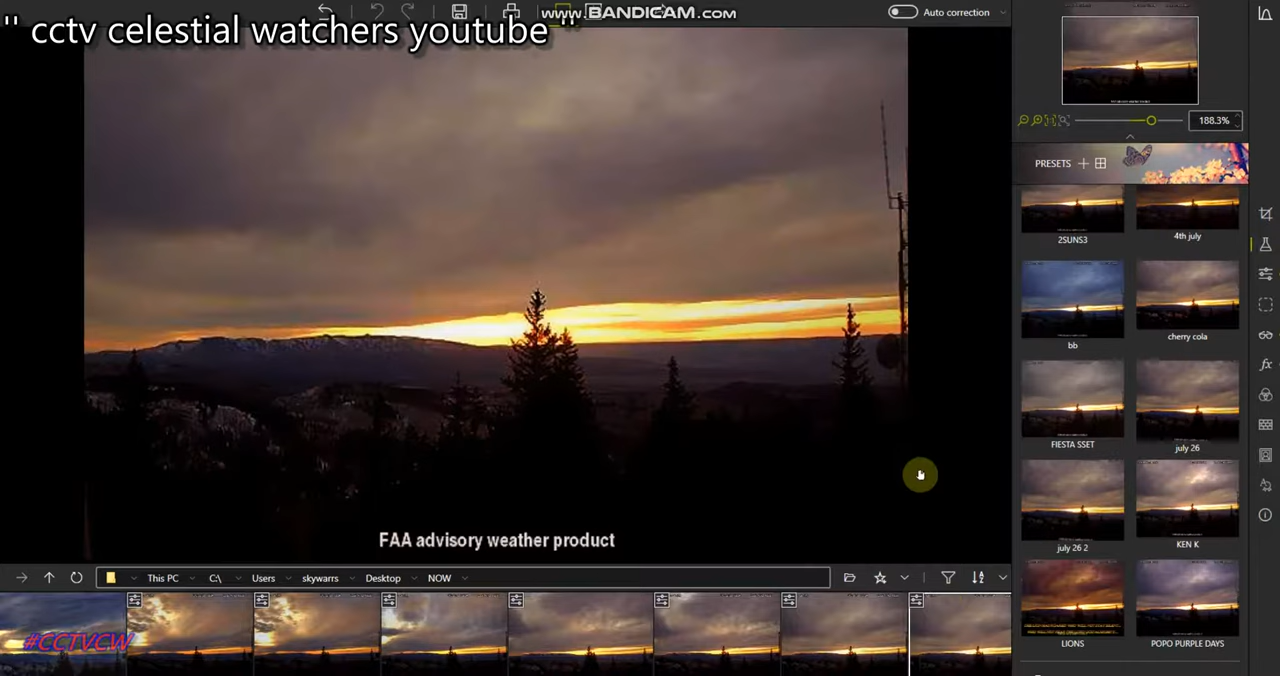 " cctv celestial watchers youtube "
www.BANDICAM.com
Auto correction
188.3%
PRESETS
2SUNS3
4th july
bb
cherry cola
FIESTA SSET
july 26
july 26 2
KEN K
LIONS
POPO PURPLE DAYS
FAA advisory weather product
This PC
C:\
Users
skywarrs
Desktop
NOW
#CCTVCW